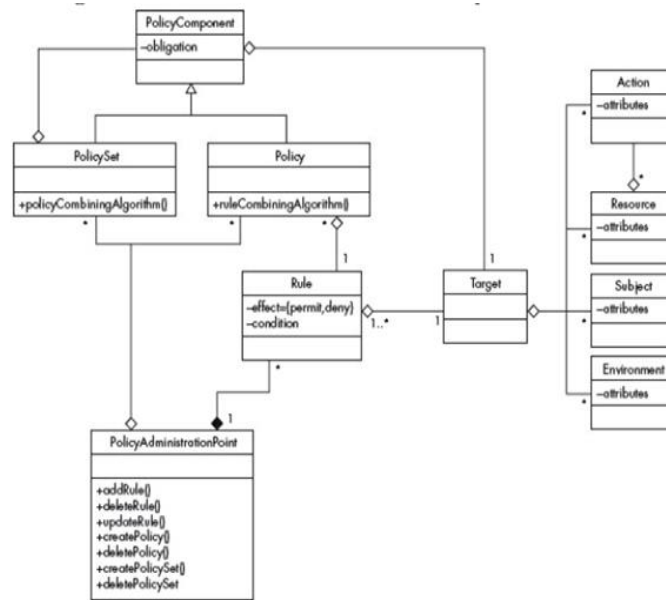 PolicyComponent
–obligation
PolicySet
+policyCombiningAlgorithm()
*
Policy
+ruleCombiningAlgorithm()
*
*
1
Rule
–effect={permit,deny}
–condition
1..*
*
1
1
Target
1
PolicyAdministrationPoint
+addRule()
+deleteRule()
+updateRule()
+createPolicy()
+deletePolicy()
+createPolicySet()
+deletePolicySet
Action
–attributes
*
*
Resource
–attributes
*
Subject
–attributes
*
Environment
–attributes
*